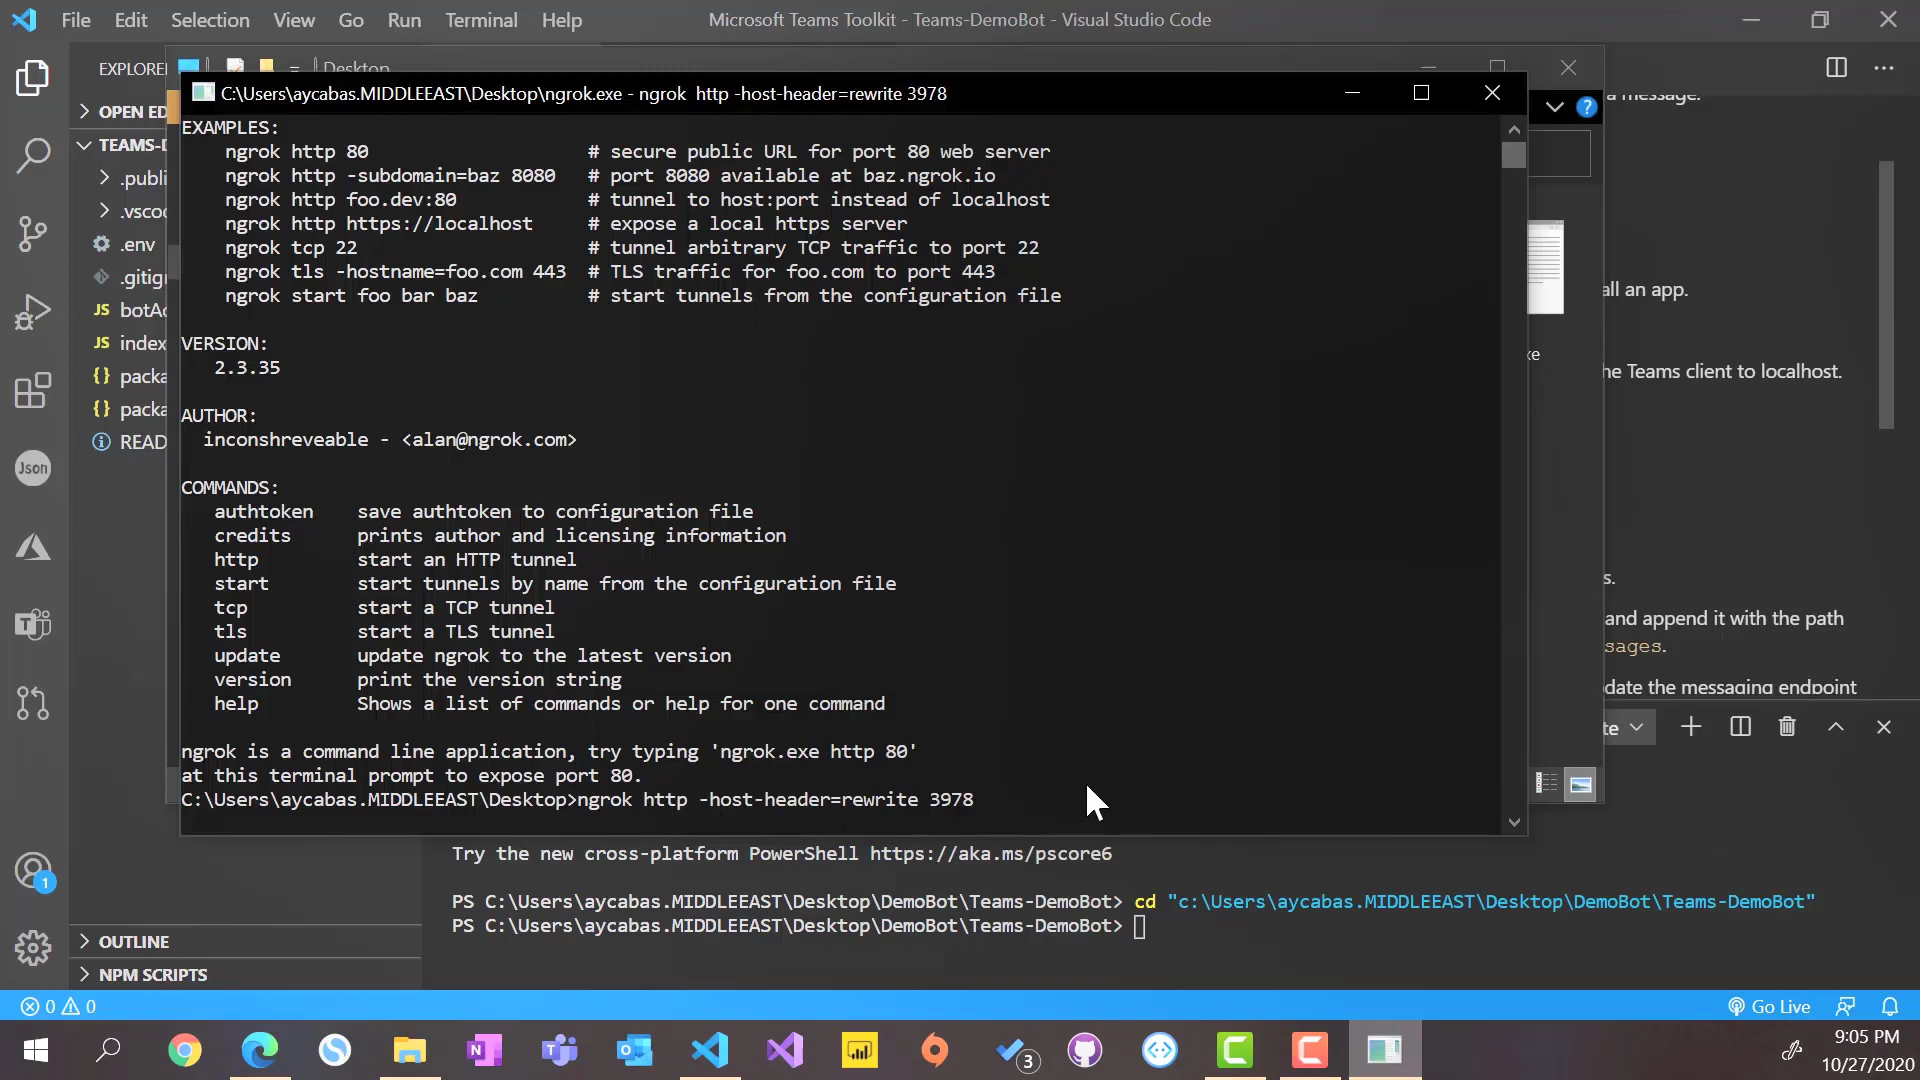 File Edit Selection View Go Run Terminal Help
Microsoft Teams Toolkit - Teams-DemoBot - Visual Studio Code
EXPLORE
Desktop
OPEN ED
TEAMS-D
.publi
.vscod
.env
.gitign
JS botAc
JS index
{} packa
{} packa
READ
C:\Users\aycabas.MIDDLEEAST\Desktop\ngrok.exe - ngrok http -host-header=rewrite 3978
EXAMPLES:
ngrok http 80 # secure public URL for port 80 web server
ngrok http -subdomain=baz 8080 # port 8080 available at baz.ngrok.io
ngrok http foo.dev:80 # tunnel to host:port instead of localhost
ngrok http https://localhost # expose a local https server
ngrok tcp 22 # tunnel arbitrary TCP traffic to port 22
ngrok tls -hostname=foo.com 443 # TLS traffic for foo.com to port 443
ngrok start foo bar baz # start tunnels from the configuration file
VERSION:
2.3.35
AUTHOR:
inconshreveable - <alan@ngrok.com>
COMMANDS:
authtoken save authtoken to configuration file
credits prints author and licensing information
http start an HTTP tunnel
start start tunnels by name from the configuration file
tcp start a TCP tunnel
tls start a TLS tunnel
update update ngrok to the latest version
version print the version string
help Shows a list of commands or help for one command
ngrok is a command line application, try typing 'ngrok.exe http 80'
at this terminal prompt to expose port 80.
C:\Users\aycabas.MIDDLEEAST\Desktop>ngrok http -host-header=rewrite 3978
a message.
all an app.
xe
he Teams client to localhost.
s.
and append it with the path
sages.
date the messaging endpoint
te
Try the new cross-platform PowerShell https://aka.ms/pscore6
PS C:\Users\aycabas.MIDDLEEAST\Desktop\DemoBot\Teams-DemoBot> cd "c:\Users\aycabas.MIDDLEEAST\Desktop\DemoBot\Teams-DemoBot"
PS C:\Users\aycabas.MIDDLEEAST\Desktop\DemoBot\Teams-DemoBot>
Json
1
OUTLINE
NPM SCRIPTS
0 0
Go Live
3
9:05 PM
10/27/2020